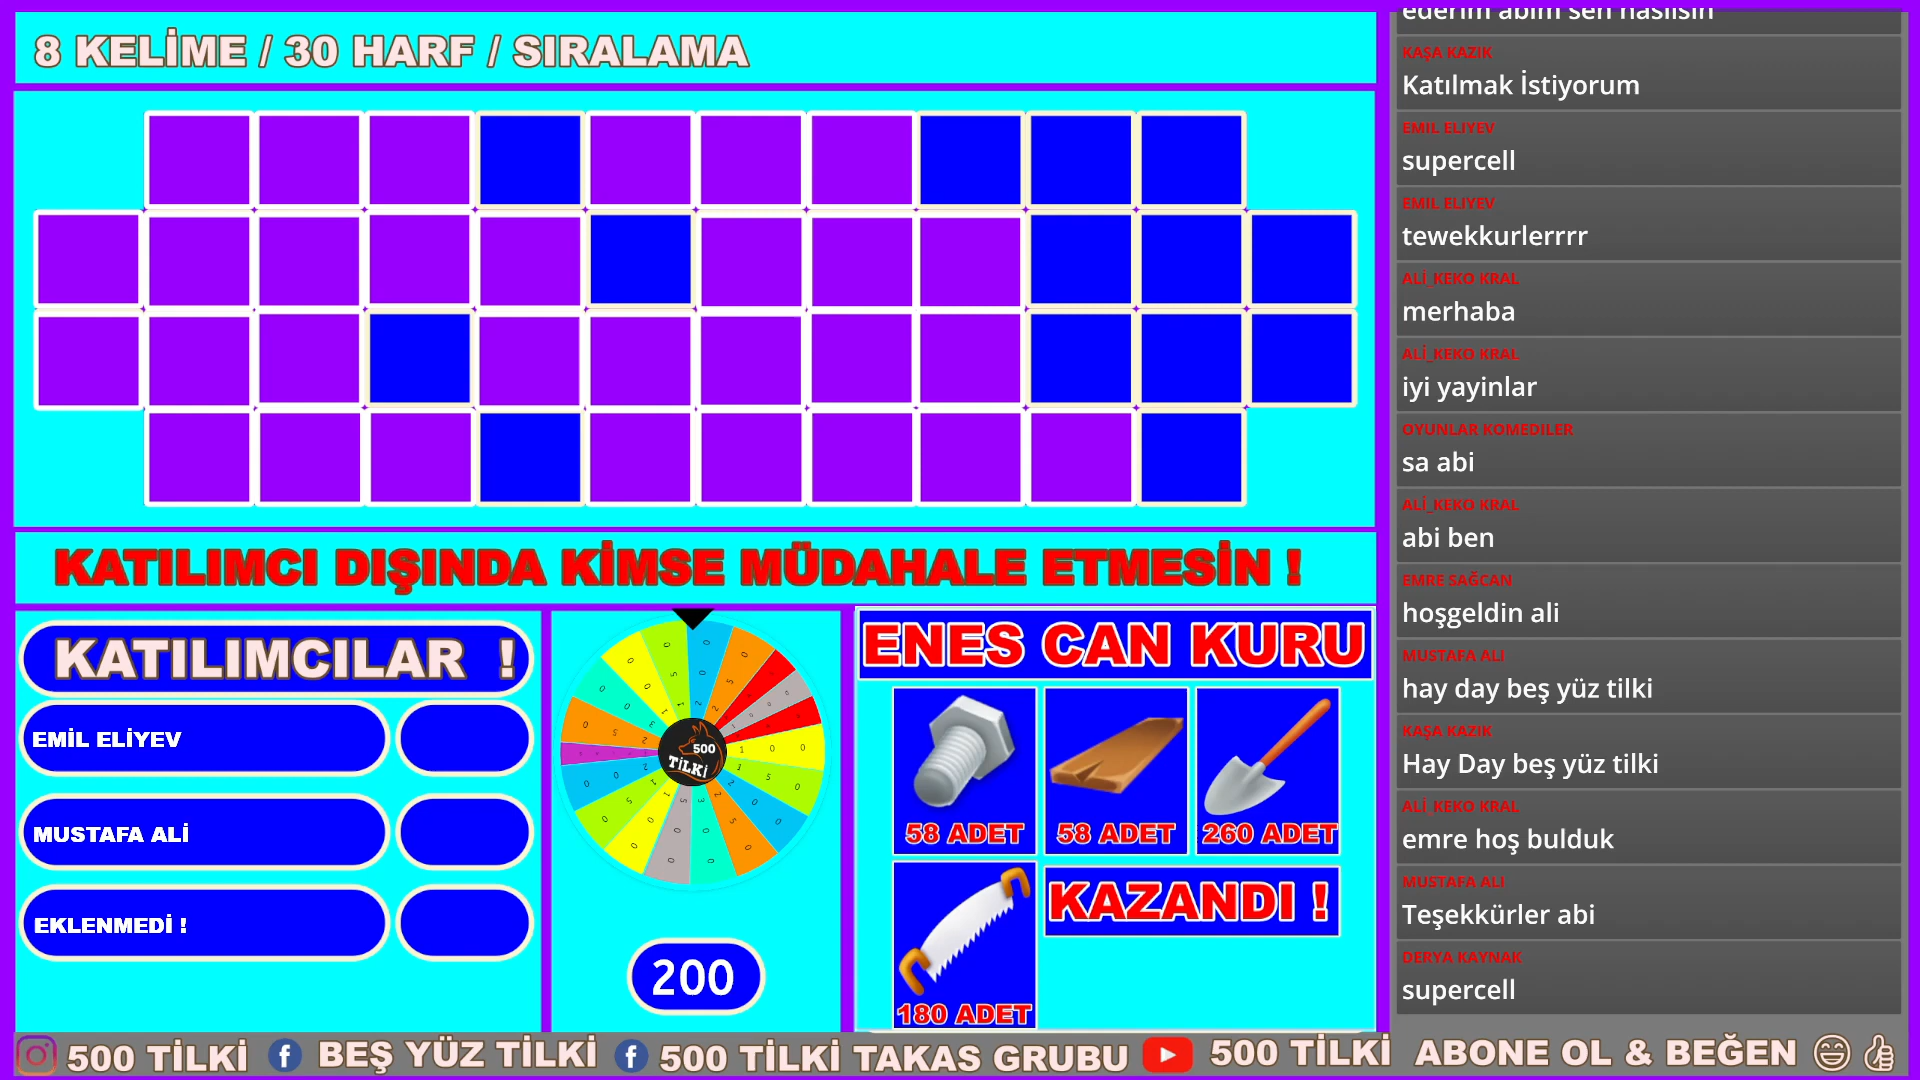 8 KELİME / 30 HARF / SIRALAMA
KATILIMCI DIŞINDA KİMSE MÜDAHALE ETMESİN !
KATILIMCILAR !
EMİL ELİYEV
MUSTAFA ALİ
EKLENMEDİ !
500
TİLKİ
200
ENES CAN KURU
58 ADET
58 ADET
260 ADET
180 ADET
KAZANDI !
ederim abim sen nasilsin
KAŞA KAZIK
Katılmak İstiyorum
EMIL ELIYEV
supercell
EMIL ELIYEV
tewekkurlerrrr
ALİ_KEKO KRAL
merhaba
ALİ_KEKO KRAL
iyi yayinlar
OYUNLAR KOMEDILER
sa abi
ALİ_KEKO KRAL
abi ben
EMRE SAĞCAN
hoşgeldin ali
MUSTAFA ALI
hay day beş yüz tilki
KAŞA KAZIK
Hay Day beş yüz tilki
ALİ_KEKO KRAL
emre hoş bulduk
MUSTAFA ALI
Teşekkürler abi
DERYA KAYNAK
supercell
500 TİLKİ BEŞ YÜZ TİLKİ 500 TİLKİ TAKAS GRUBU 500 TİLKİ ABONE OL & BEĞEN